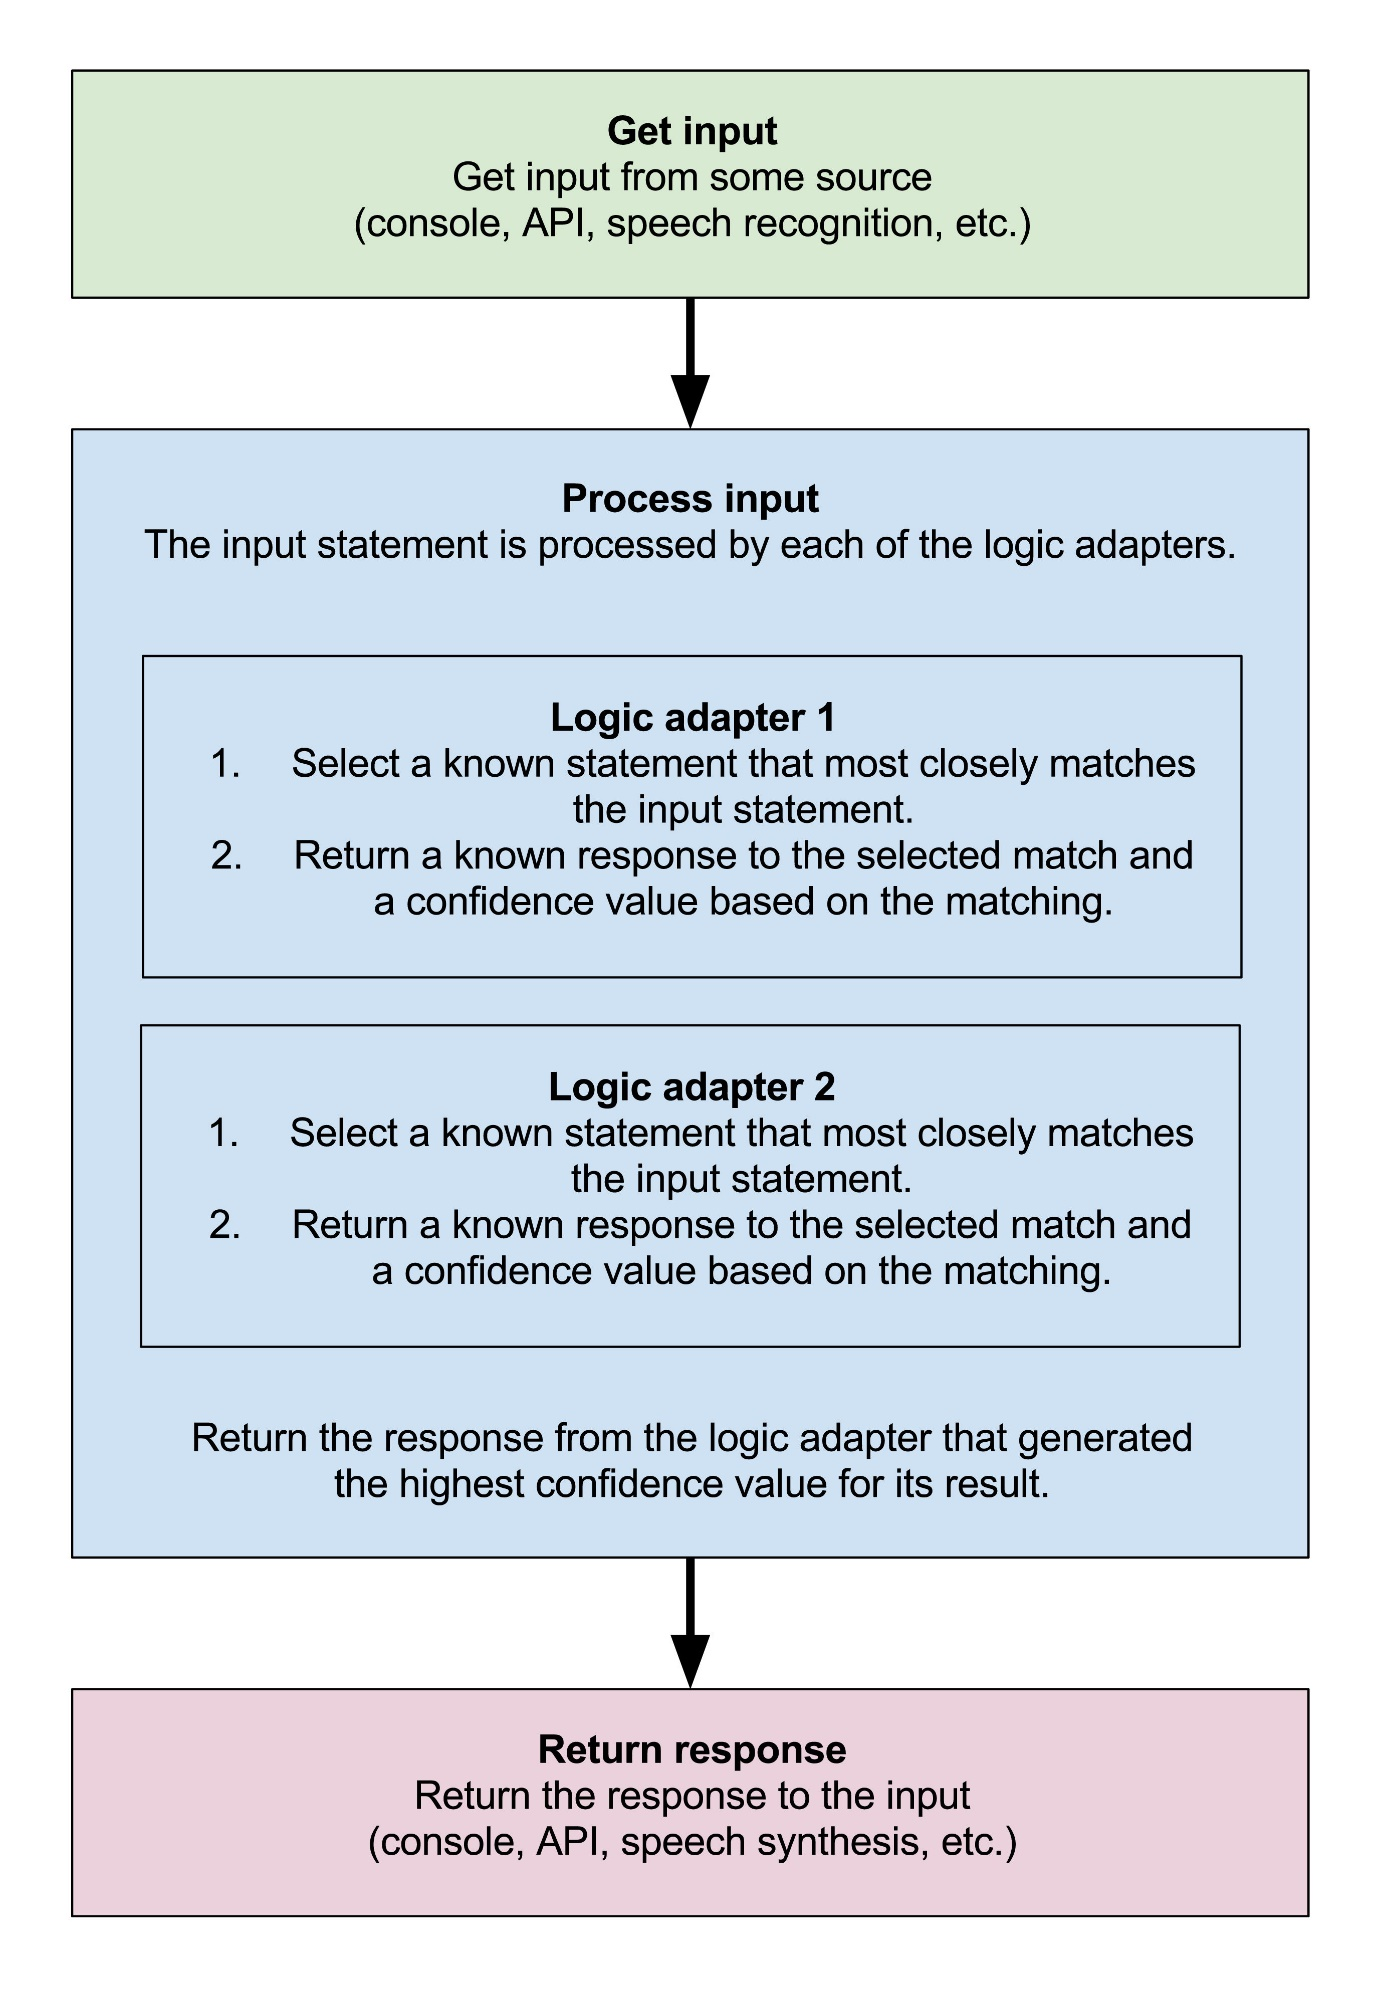 Get input
Get input from some source
(console, API, speech recognition, etc.)
Process input
The input statement is processed by each of the logic adapters.
Logic adapter 1
1. Select a known statement that most closely matches
the input statement.
2. Return a known response to the selected match and
a confidence value based on the matching.
Logic adapter 2
1. Select a known statement that most closely matches
the input statement.
2. Return a known response to the selected match and
a confidence value based on the matching.
Return the response from the logic adapter that generated
the highest confidence value for its result.
Return response
Return the response to the input
(console, API, speech synthesis, etc.)